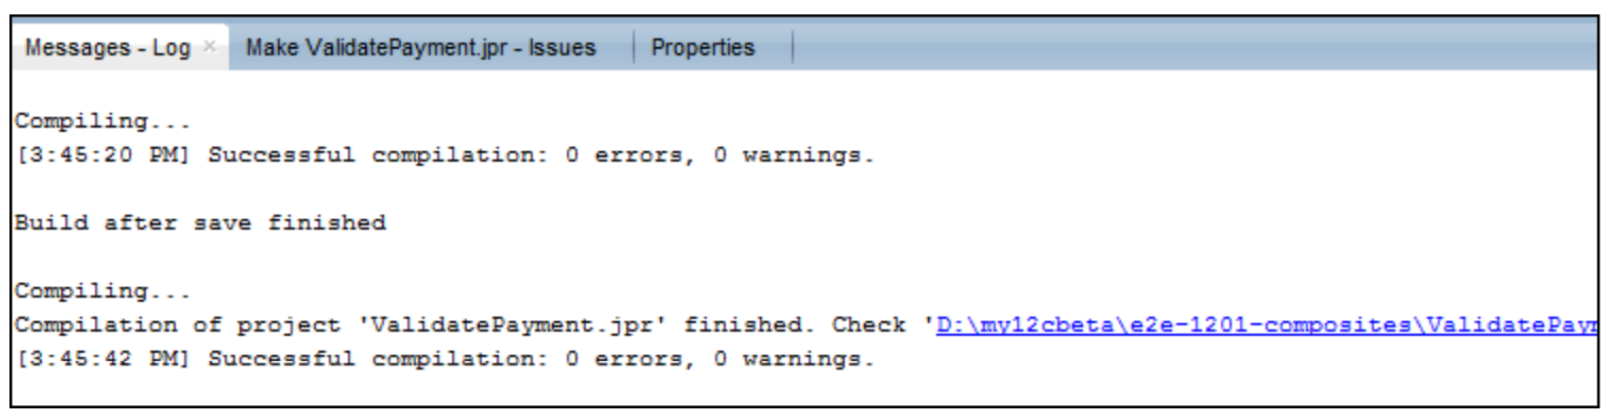 Messages - Log × Make ValidatePayment.jpr - Issues Properties
Compiling...
[3:45:20 PM] Successful compilation: 0 errors, 0 warnings.
Build after save finished
Compiling...
Compilation of project 'ValidatePayment.jpr' finished. Check 'D:\my12cbeta\e2e-1201-composites\ValidatePaym
[3:45:42 PM] Successful compilation: 0 errors, 0 warnings.